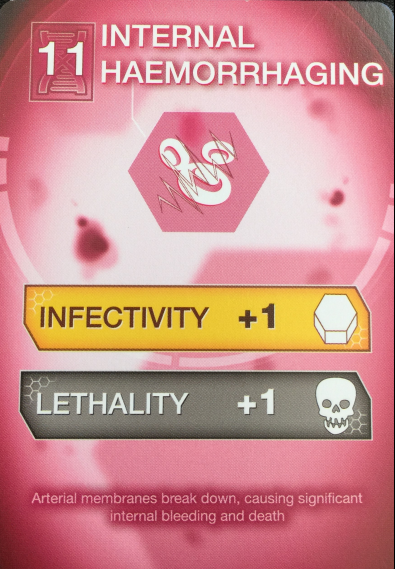 11
INTERNAL
HAEMORRHAGING
INFECTIVITY +1
LETHALITY +1
Arterial membranes break down, causing significant
internal bleeding and death